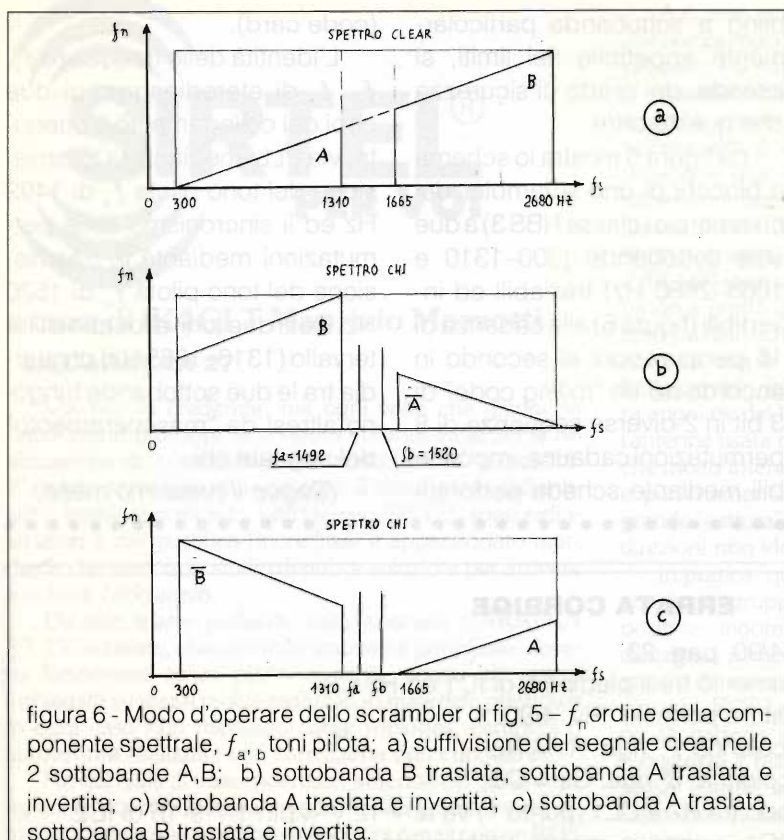 fn
SPETTRO CLEAR
B
A
a
0
300
1310
1665
2680 Hz
fs
fn
SPETTRO CHI
B
A
b
0
fs
fa=1492
fb=1520
fn
SPETTRO CHI
B
A
c
0
300
1310
fa
fb
1665
2680 Hz
fs
figura 6 - Modo d'operare dello scrambler di fig. 5 – fn ordine della com-
ponente spettrale, fa, b toni pilota; a) suffivisione del segnale clear nelle
2 sottobande A,B; b) sottobanda B traslata, sottobanda A traslata e
invertita; c) sottobanda A traslata e invertita; c) sottobanda A traslata,
sottobanda B traslata e invertita.